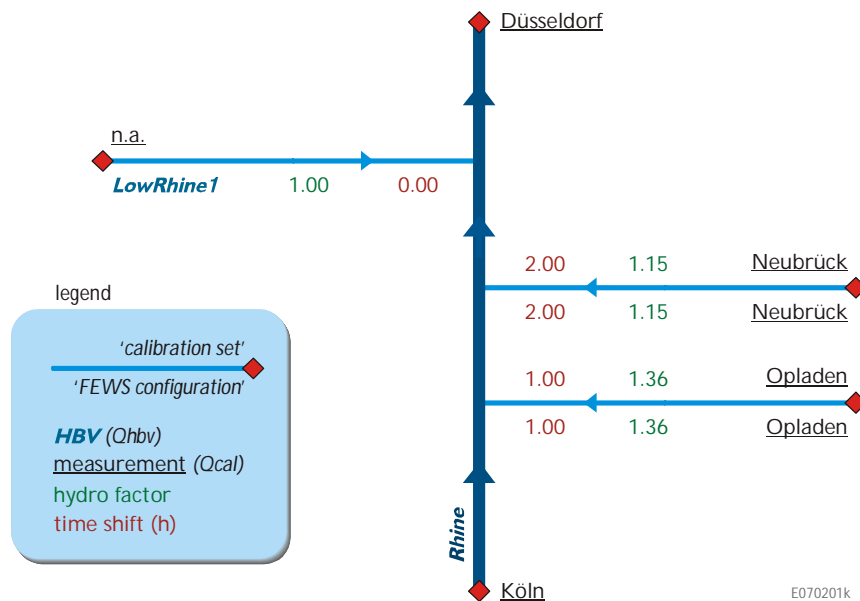 Düsseldorf
n.a.
LowRhine1 1.00 0.00
2.00 1.15 Neubrück
2.00 1.15 Neubrück
legend
'calibration set'
'FEWS configuration'
1.00 1.36 Opladen
1.00 1.36 Opladen
HBV (Qhbv)
measurement (Qcal)
hydro factor
time shift (h)
Rhine
Köln
E070201k